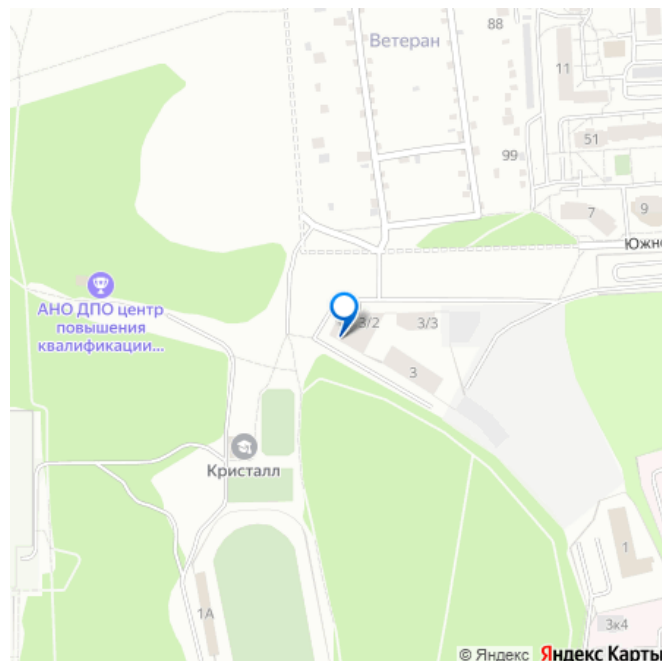 88
Ветеран
11
51
99
7
9
Южно
АНО ДПО центр
повышения
квалификации...
3/2
3/3
3
Кристалл
1
1А
3к4
© Яндекс Яндекс Карты